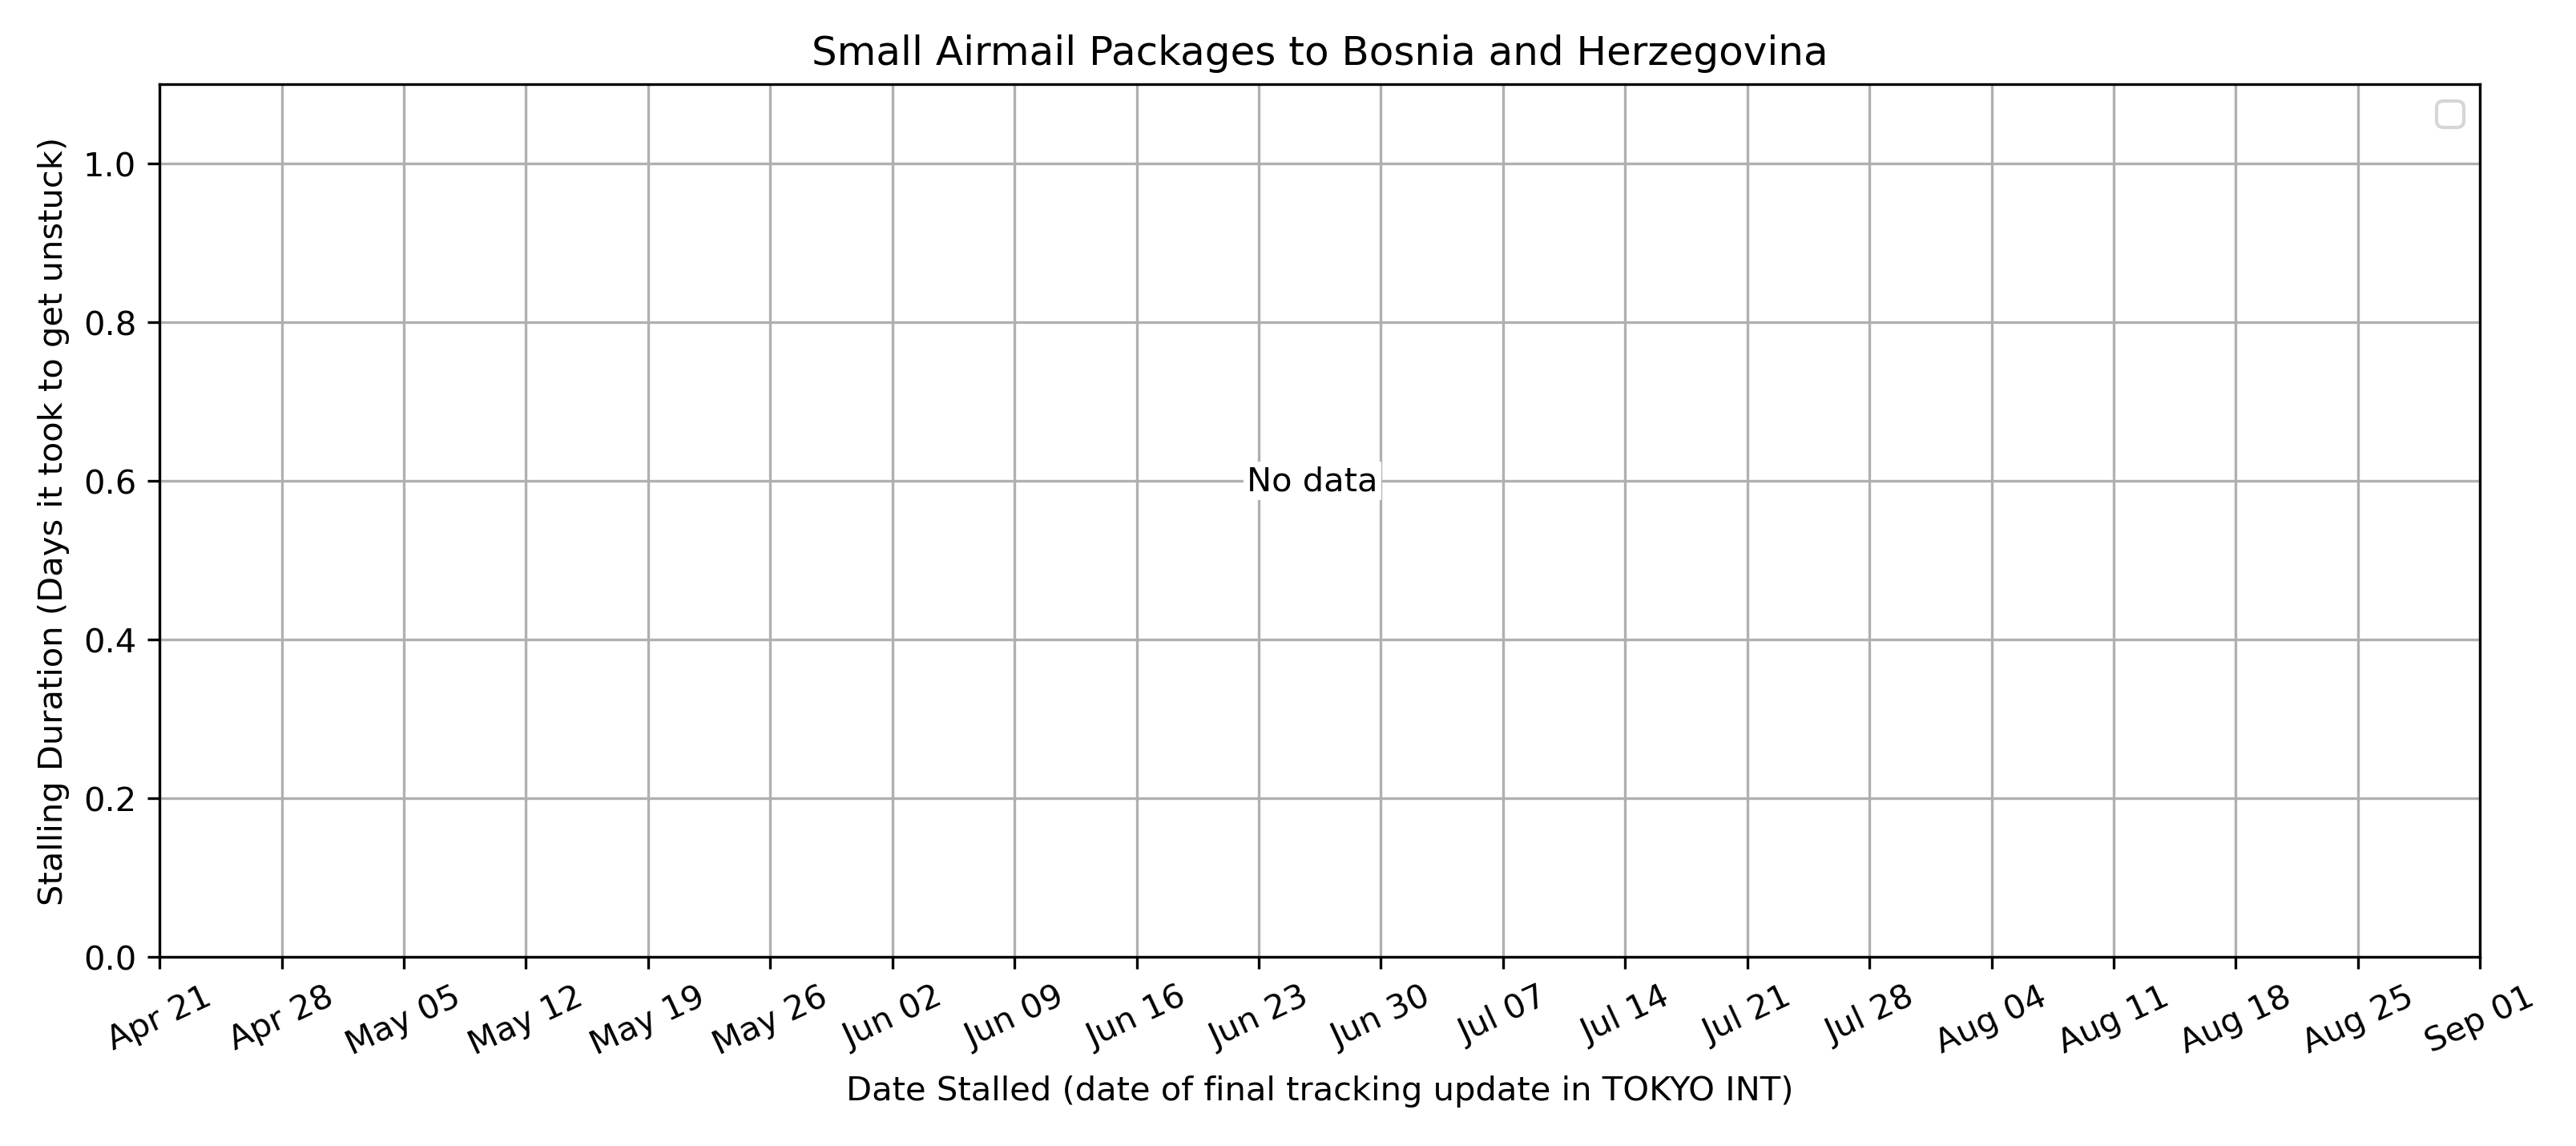 Small Airmail Packages to Bosnia and Herzegovina
Stalling Duration (Days it took to get unstuck)
1.0
0.8
0.6
0.4
0.2
0.0
No data
Apr 21
Apr 28
May 05
May 12
May 19
May 26
Jun 02
Jun 09
Jun 16
Jun 23
Jun 30
Jul 07
Jul 14
Jul 21
Jul 28
Aug 04
Aug 11
Aug 18
Aug 25
Sep 01
Date Stalled (date of final tracking update in TOKYO INT)